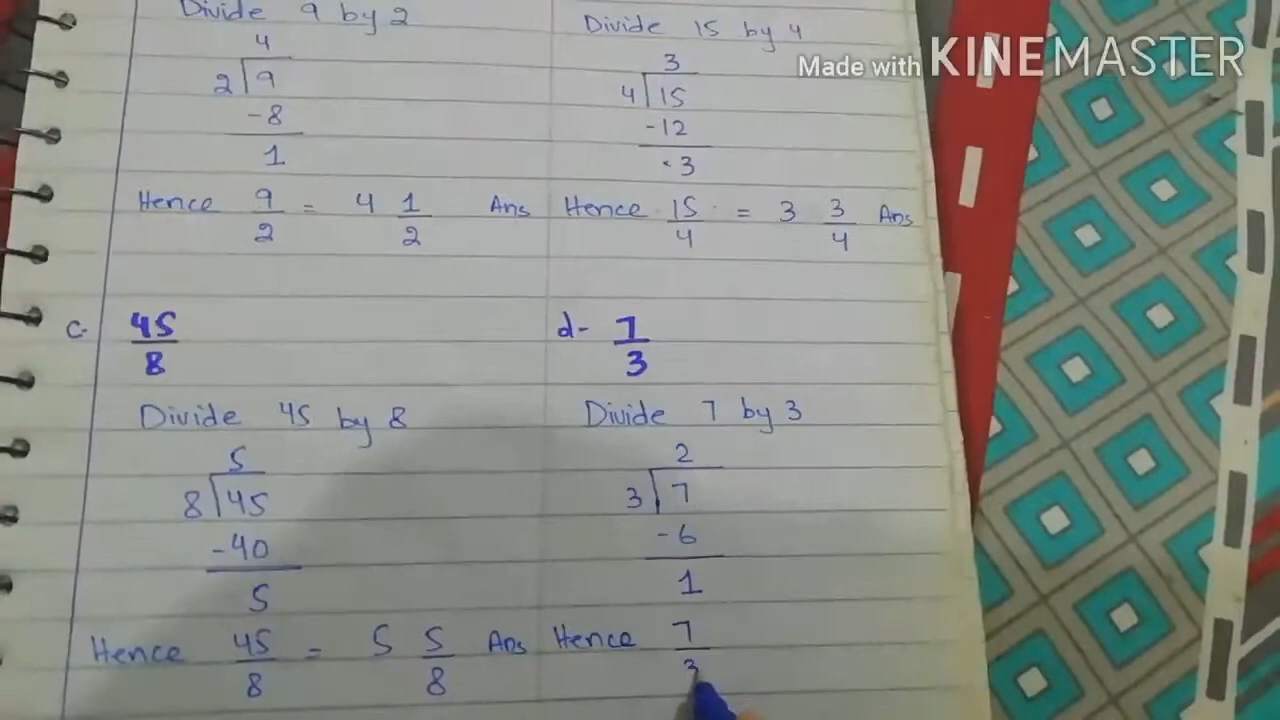 Divide 9 by 2
4
2 9
-8
1
Hence 9/2 = 4 1/2 Ans
Divide 15 by 4
3
4 15
-12
3
Hence 15/4 = 3 3/4 Ans
c- 45/8
Divide 45 by 8
5
8 45
-40
5
Hence 45/8 = 5 5/8 Ans
d- 7/3
Divide 7 by 3
2
3 7
-6
1
Hence 7/3
Made with KINEMASTER